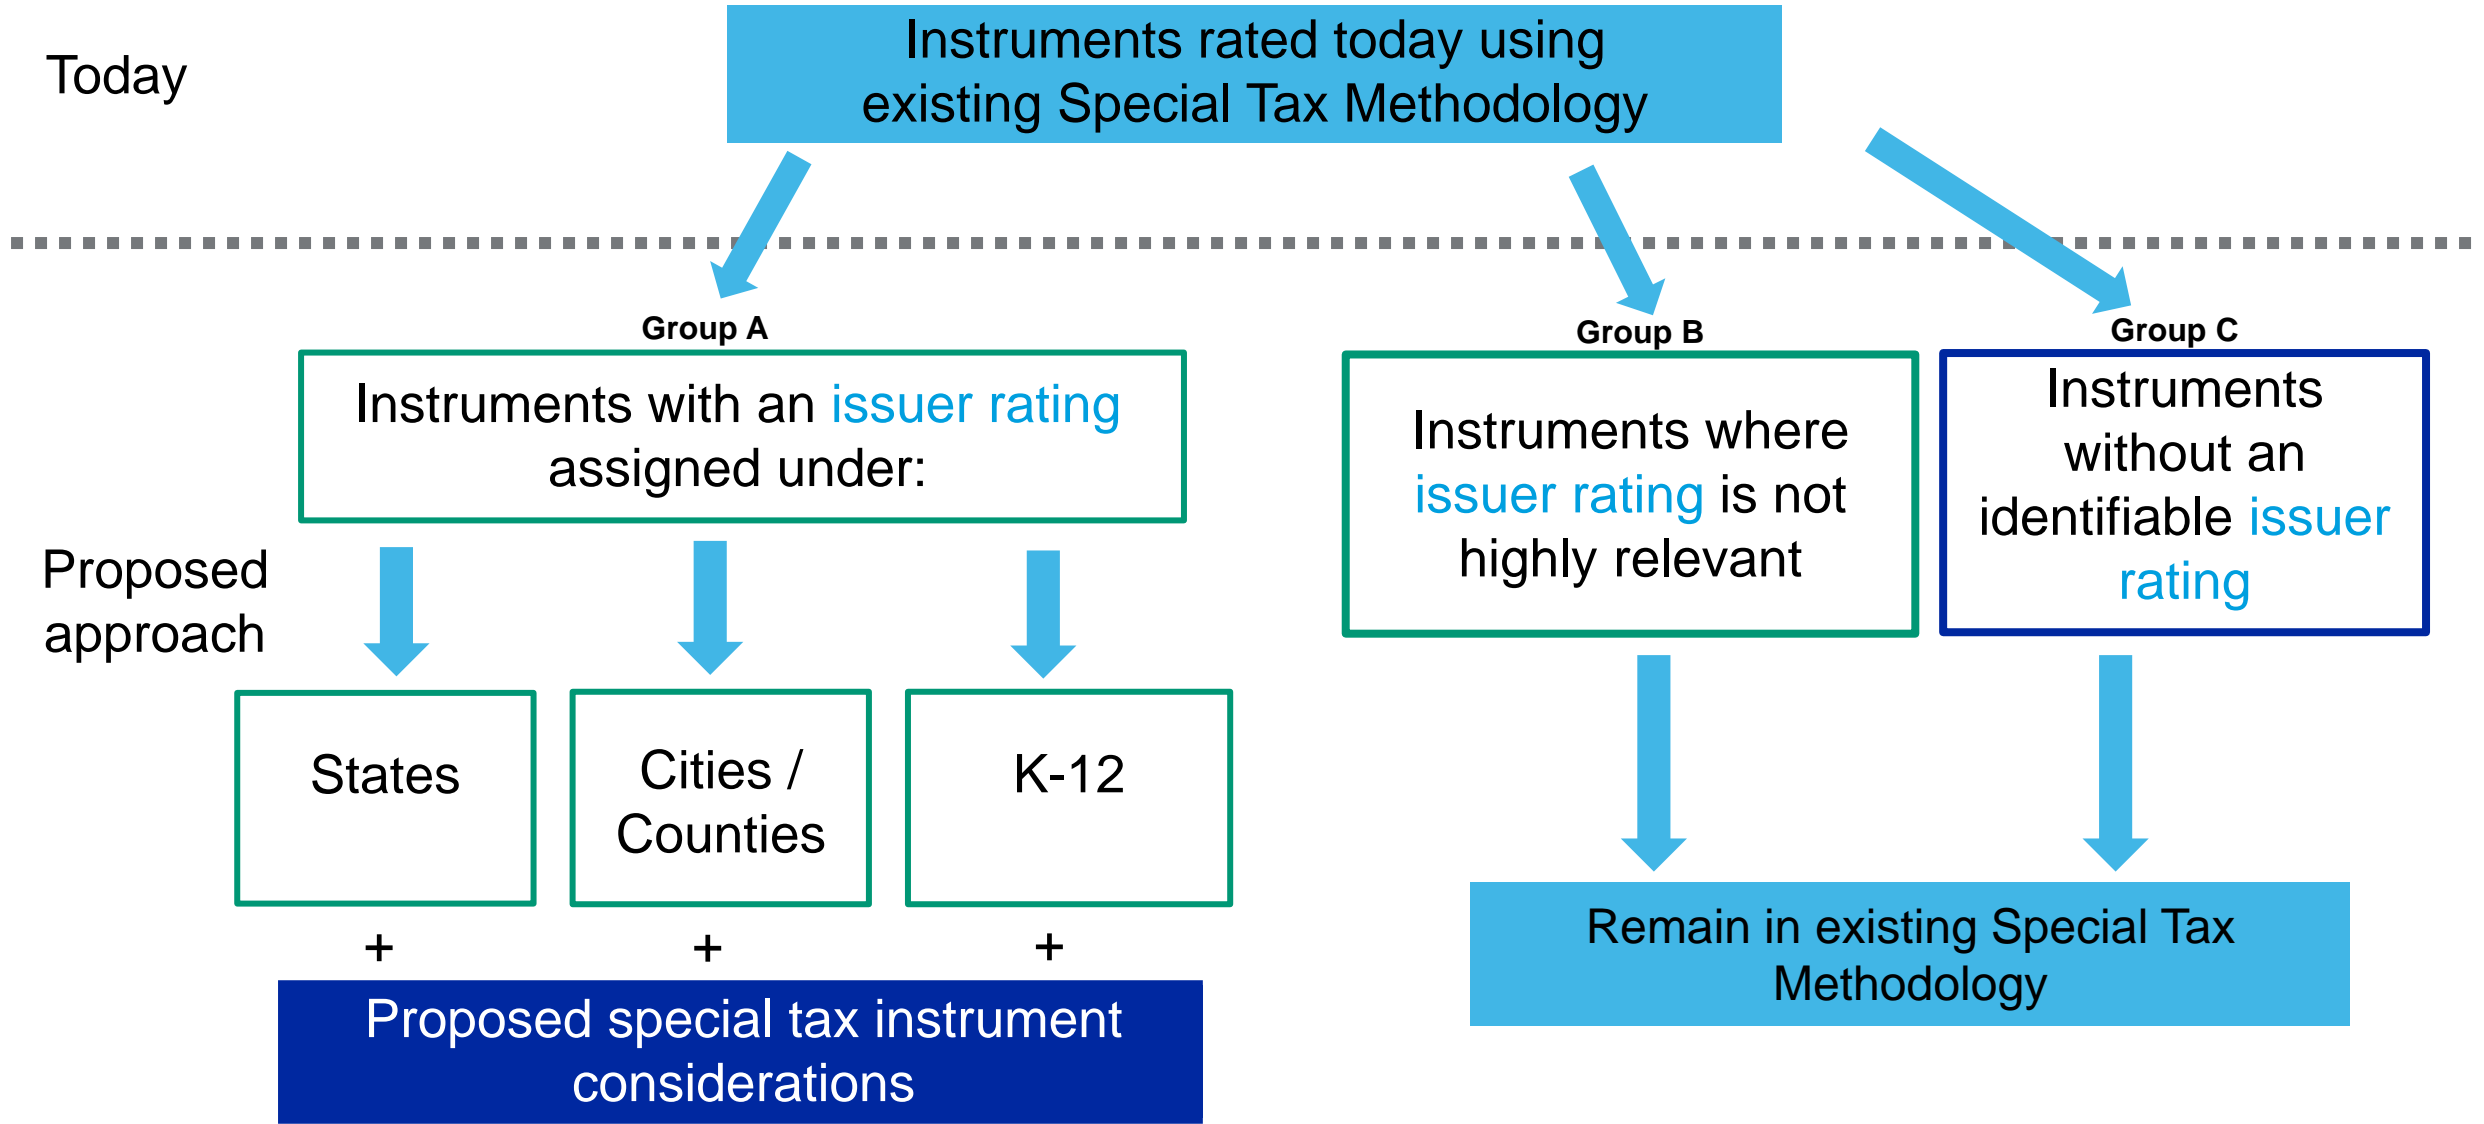 Today
Instruments rated today using
existing Special Tax Methodology
Group A
Instruments with an issuer rating
assigned under:
Group B
Instruments where
issuer rating is not
highly relevant
Group C
Instruments
without an
identifiable issuer
rating
Proposed
approach
States
Cities /
Counties
K-12
+
+
+
Proposed special tax instrument
considerations
Remain in existing Special Tax
Methodology